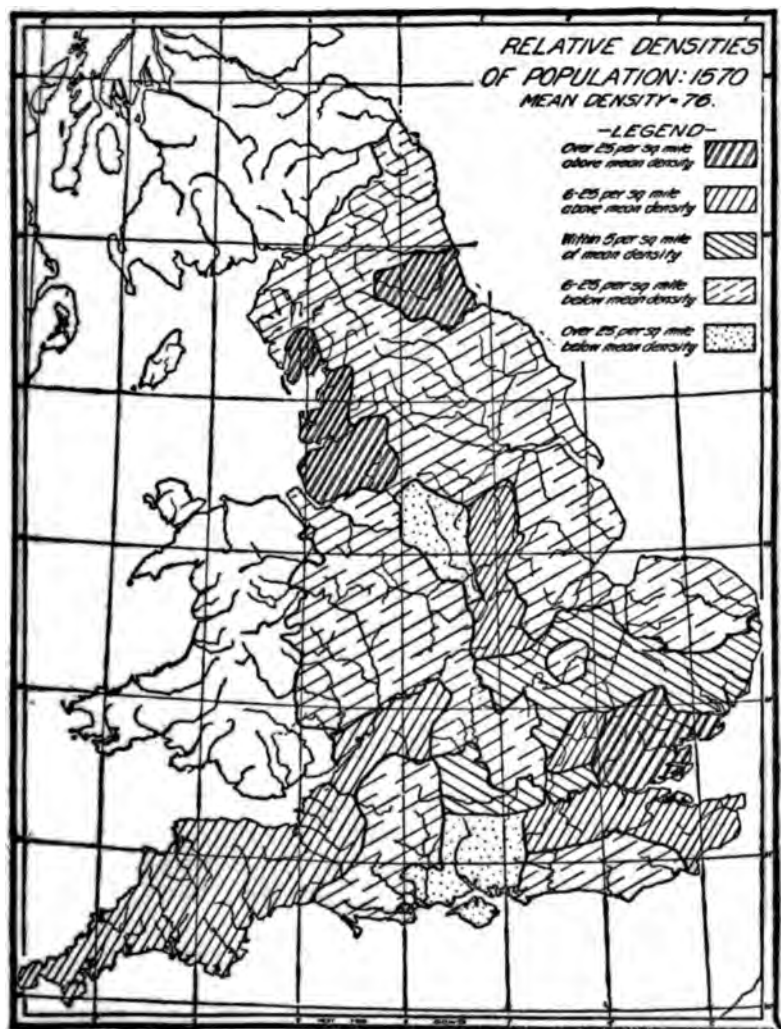 RELATIVE DENSITIES
OF POPULATION: 1570
MEAN DENSITY=76.
-LEGEND-
Over 25 per sq mile
above mean density
6-25 per sq mile
above mean density
Within 5 per sq mile
of mean density
6-25 per sq mile
below mean density
Over 25 per sq mile
below mean density